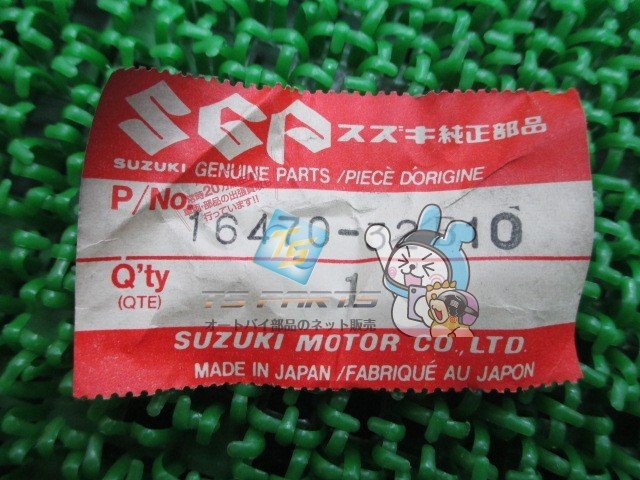 SGP スズキ純正部品
SUZUKI GENUINE PARTS /PIECE DORIGINE
P/No.
Q'ty 1
(QTE)
TS PARTS
オートバイ部品のネット販売
SUZUKI MOTOR CO.,LTD.
MADE IN JAPAN /FABRIQUÉ AU JAPON